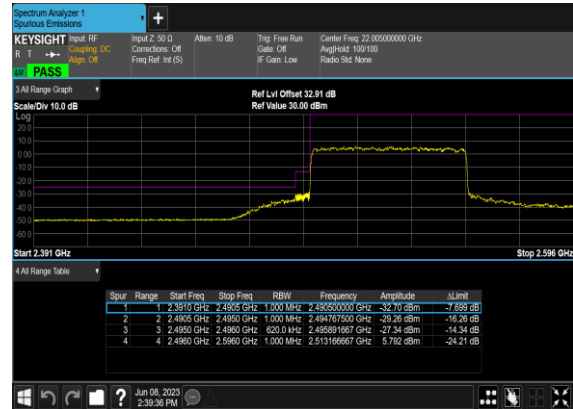 Spectrum Analyzer 1
Spurious Emissions
+
KEYSIGHT Input: RF Input Z: 50 Ω Atten: 10 dB Trig: Free Run Center Freq: 22.005000000 GHz
R T Coupling: DC Corrections: Off Gate: Off Avg|Hold: 100/100
Align: Off Freq Ref: Int (S) IF Gain: Low Radio Std: None
PASS
3 All Range Graph
Ref Lvl Offset 32.91 dB
Scale/Div 10.0 dB Ref Value 30.00 dBm
Log
20.0
10.0
0.00
-10.0
-20.0
-30.0
-40.0
-50.0
-60.0
Start 2.391 GHz Stop 2.596 GHz
4 All Range Table
Spur Range Start Freq Stop Freq RBW Frequency Amplitude ΔLimit
1 1 2.3910 GHz 2.4905 GHz 1.000 MHz 2.490500000 GHz -32.70 dBm -7.699 dB
2 2 2.4905 GHz 2.4950 GHz 1.000 MHz 2.494767500 GHz -29.26 dBm -16.26 dB
3 3 2.4950 GHz 2.4960 GHz 620.0 kHz 2.495891667 GHz -27.34 dBm -14.34 dB
4 4 2.4960 GHz 2.5960 GHz 1.000 MHz 2.513166667 GHz 5.792 dBm -24.21 dB
? Jun 08, 2023
2:39:36 PM